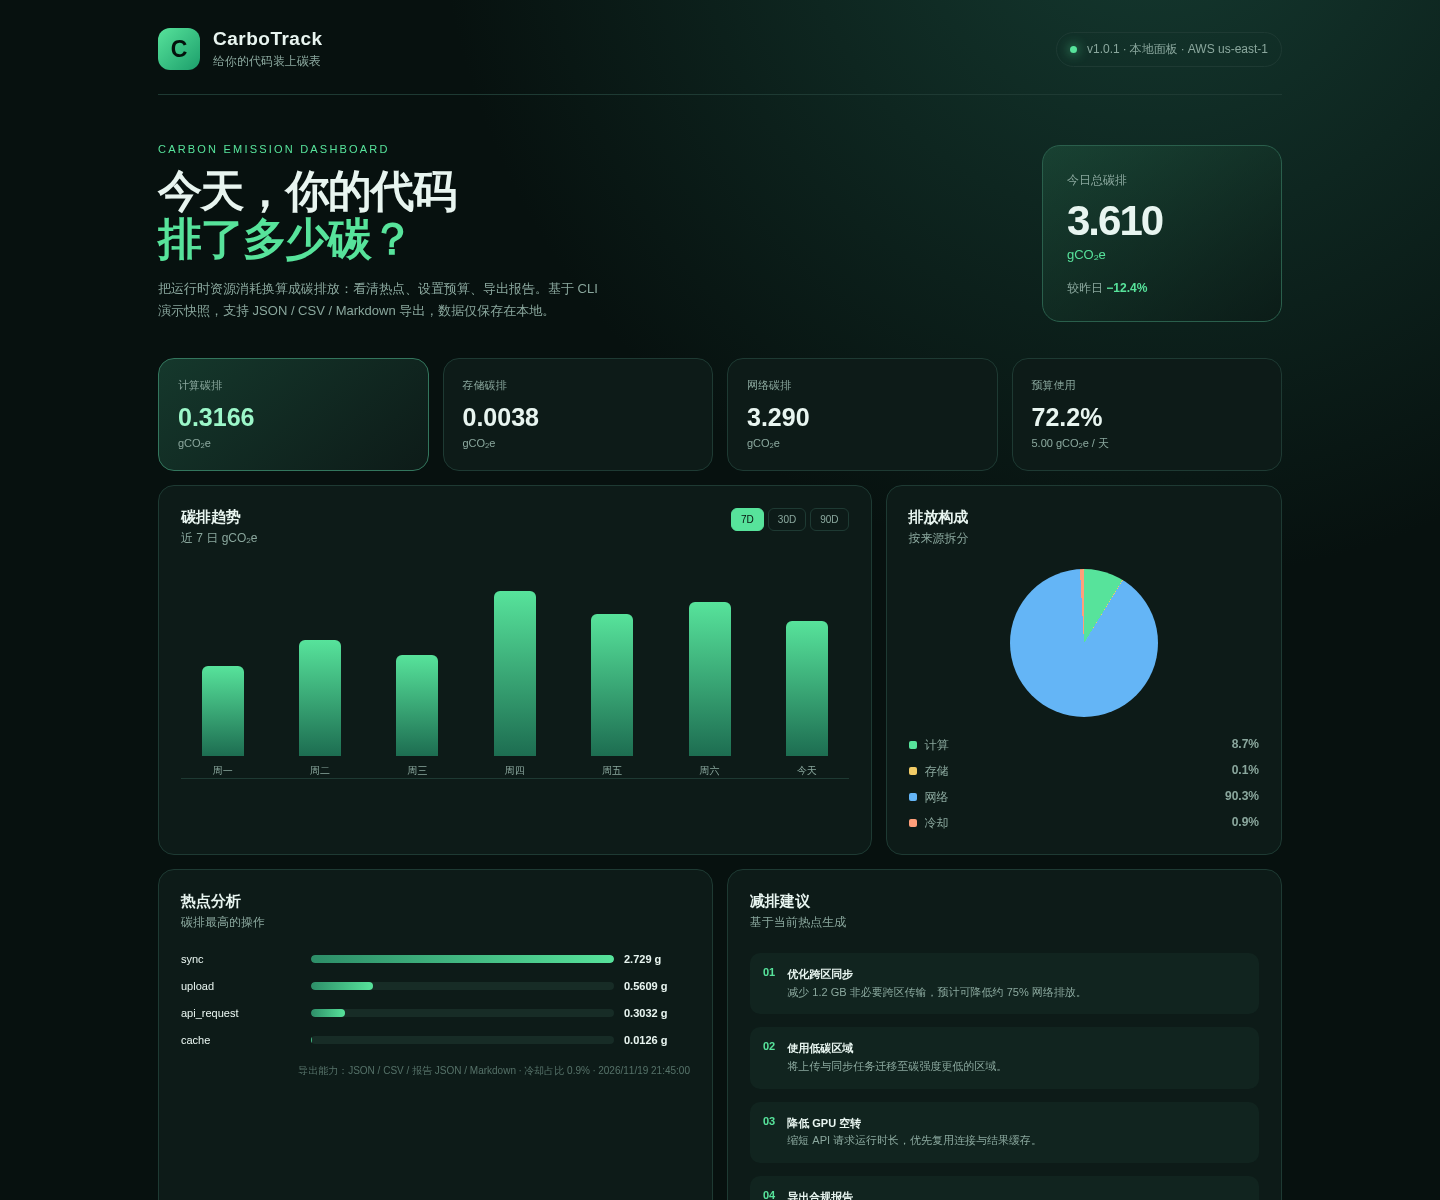 C
CarboTrack
给你的代码装上碳表
v1.0.1 · 本地面板 · AWS us-east-1
CARBON EMISSION DASHBOARD
今天，你的代码
排了多少碳？
把运行时资源消耗换算成碳排放：看清热点、设置预算、导出报告。基于 CLI
演示快照，支持 JSON / CSV / Markdown 导出，数据仅保存在本地。
今日总碳排
3.610
gCO₂e
较昨日 −12.4%
计算碳排
0.3166
gCO₂e
存储碳排
0.0038
gCO₂e
网络碳排
3.290
gCO₂e
预算使用
72.2%
5.00 gCO₂e / 天
碳排趋势
近 7 日 gCO₂e
7D
30D
90D
周一
周二
周三
周四
周五
周六
今天
排放构成
按来源拆分
计算 8.7%
存储 0.1%
网络 90.3%
冷却 0.9%
热点分析
碳排最高的操作
sync 2.729 g
upload 0.5609 g
api_request 0.3032 g
cache 0.0126 g
导出能力：JSON / CSV / 报告 JSON / Markdown · 冷却占比 0.9% · 2026/11/19 21:45:00
减排建议
基于当前热点生成
01 优化跨区同步
减少 1.2 GB 非必要跨区传输，预计可降低约 75% 网络排放。
02 使用低碳区域
将上传与同步任务迁移至碳强度更低的区域。
03 降低 GPU 空转
缩短 API 请求运行时长，优先复用连接与结果缓存。
04 导出合规报告